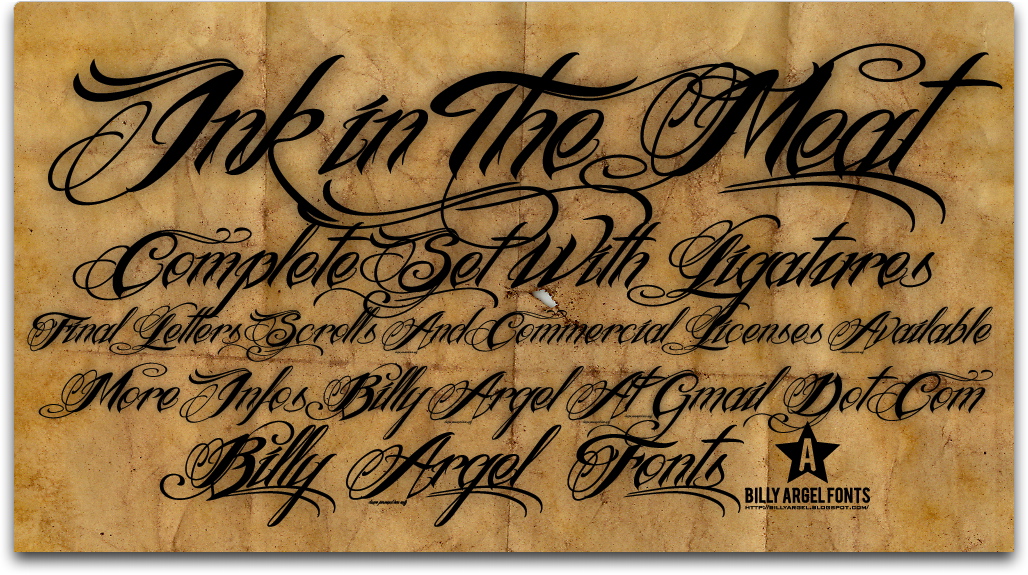 Ink in The Meat
Complete Set With Ligatures
Final Letters Scrolls And Commercial Licenses Available
More Infos Billy Argel At Gmail Dot Com
Billy Argel Fonts
A
BILLY ARGEL FONTS
HTTP://BILLYARGEL.BLOGSPOT.COM/